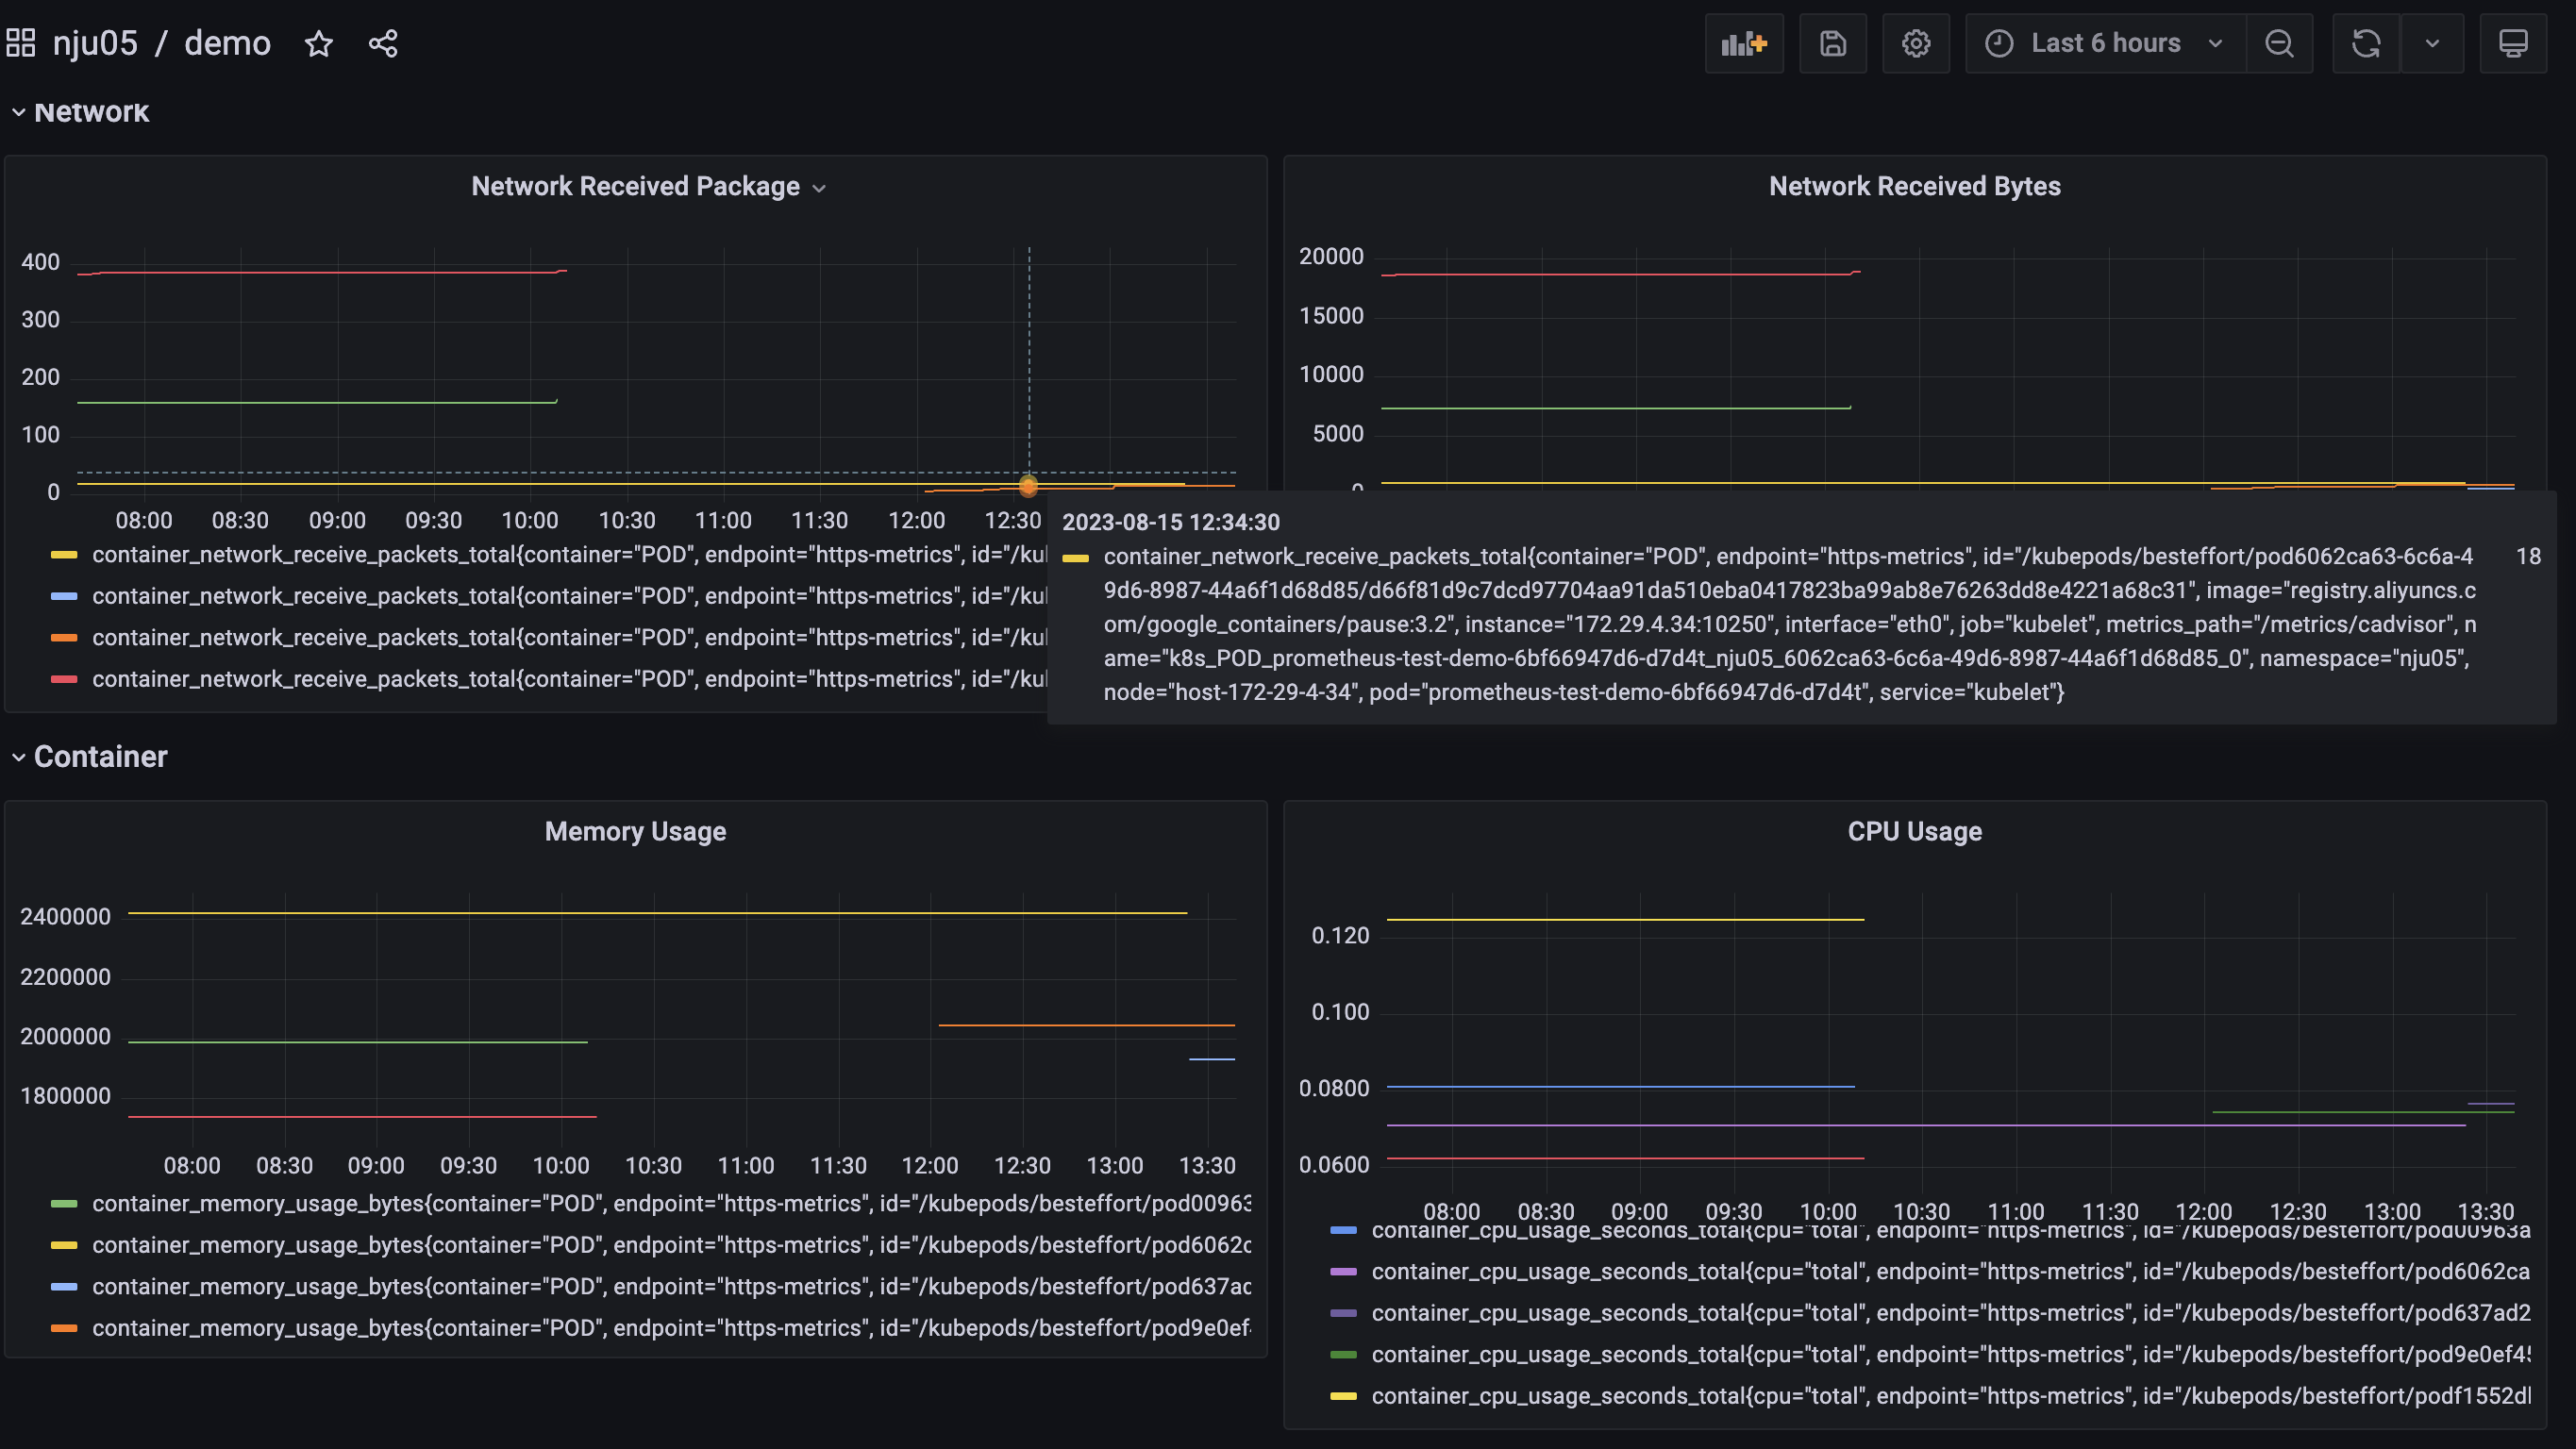 nju05 / demo
Last 6 hours
Network
Network Received Package
400
300
200
100
0
08:00 08:30 09:00 09:30 10:00 10:30 11:00 11:30 12:00 12:30
container_network_receive_packets_total{container="POD", endpoint="https-metrics", id="/kul
container_network_receive_packets_total{container="POD", endpoint="https-metrics", id="/kul
container_network_receive_packets_total{container="POD", endpoint="https-metrics", id="/kul
container_network_receive_packets_total{container="POD", endpoint="https-metrics", id="/kul
Network Received Bytes
20000
15000
10000
5000
0
2023-08-15 12:34:30
container_network_receive_packets_total{container="POD", endpoint="https-metrics", id="/kubepods/besteffort/pod6062ca63-6c6a-4 18
9d6-8987-44a6f1d68d85/d66f81d9c7dcd97704aa91da510eba0417823ba99ab8e76263dd8e4221a68c31", image="registry.aliyuncs.c
om/google_containers/pause:3.2", instance="172.29.4.34:10250", interface="eth0", job="kubelet", metrics_path="/metrics/cadvisor", n
ame="k8s_POD_prometheus-test-demo-6bf66947d6-d7d4t_nju05_6062ca63-6c6a-49d6-8987-44a6f1d68d85_0", namespace="nju05",
node="host-172-29-4-34", pod="prometheus-test-demo-6bf66947d6-d7d4t", service="kubelet"}
Container
Memory Usage
2400000
2200000
2000000
1800000
08:00 08:30 09:00 09:30 10:00 10:30 11:00 11:30 12:00 12:30 13:00 13:30
container_memory_usage_bytes{container="POD", endpoint="https-metrics", id="/kubepods/besteffort/pod00963
container_memory_usage_bytes{container="POD", endpoint="https-metrics", id="/kubepods/besteffort/pod6062c
container_memory_usage_bytes{container="POD", endpoint="https-metrics", id="/kubepods/besteffort/pod637ac
container_memory_usage_bytes{container="POD", endpoint="https-metrics", id="/kubepods/besteffort/pod9e0ef
CPU Usage
0.120
0.100
0.0800
0.0600
08:00 08:30 09:00 09:30 10:00 10:30 11:00 11:30 12:00 12:30 13:00 13:30
container_cpu_usage_seconds_total{cpu="total", endpoint="https-metrics", id="/kubepods/besteffort/pod00963a
container_cpu_usage_seconds_total{cpu="total", endpoint="https-metrics", id="/kubepods/besteffort/pod6062ca
container_cpu_usage_seconds_total{cpu="total", endpoint="https-metrics", id="/kubepods/besteffort/pod637ad2
container_cpu_usage_seconds_total{cpu="total", endpoint="https-metrics", id="/kubepods/besteffort/pod9e0ef45
container_cpu_usage_seconds_total{cpu="total", endpoint="https-metrics", id="/kubepods/besteffort/podf1552d